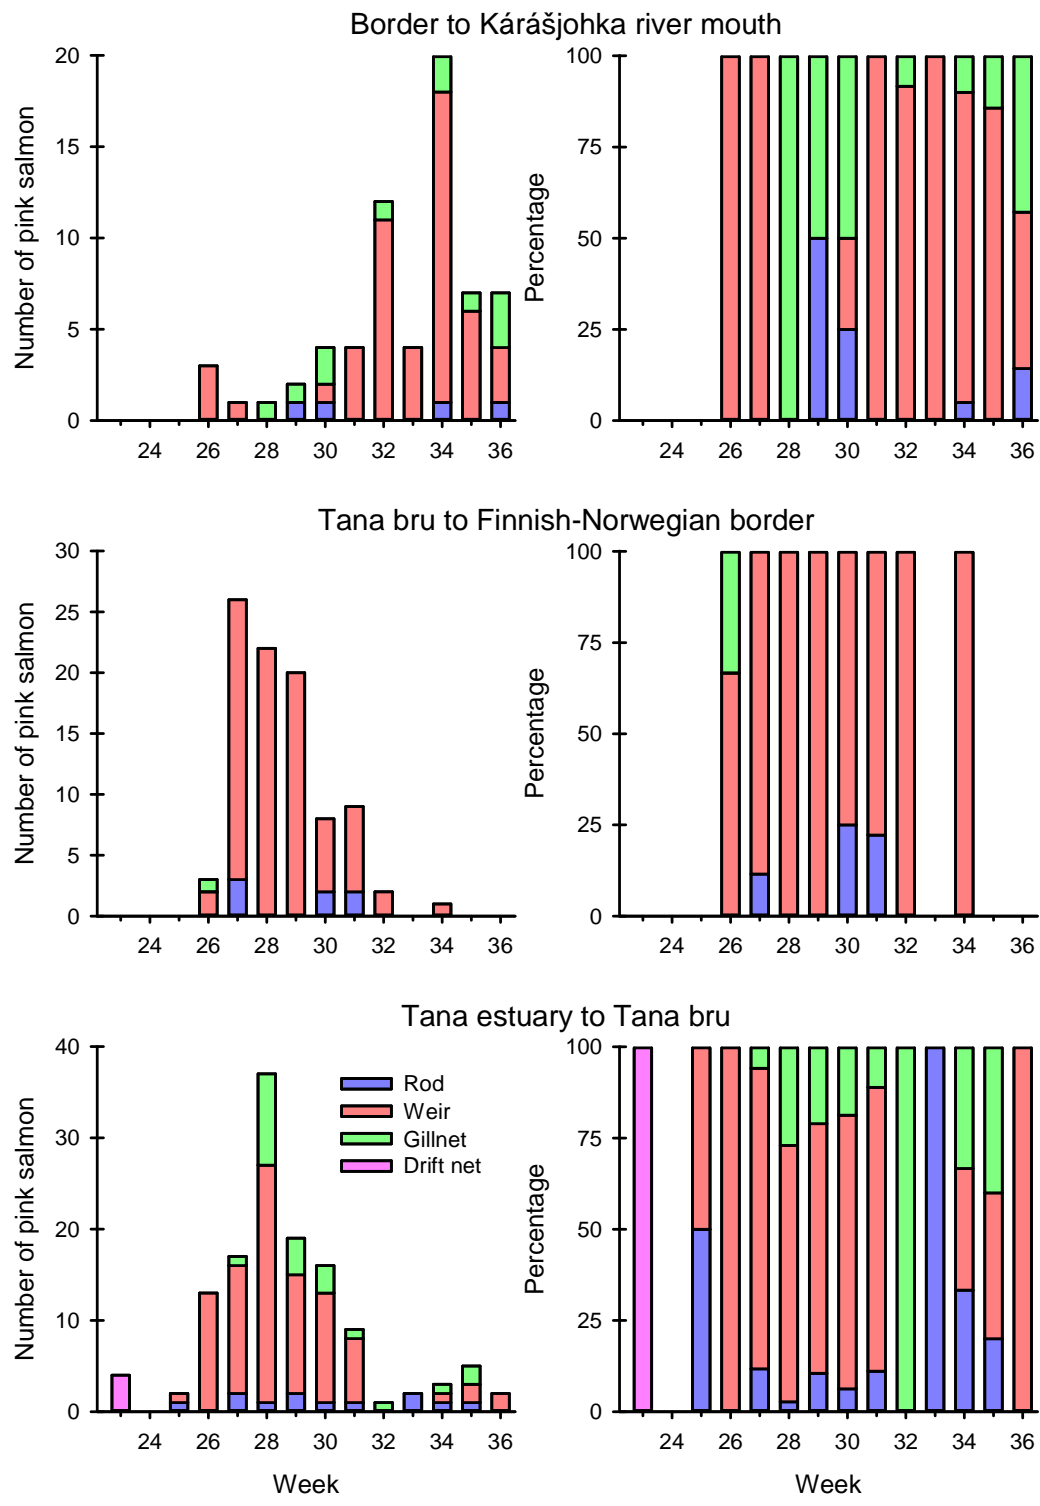 Border to Kárášjohka river mouth
Number of pink salmon
20
15
10
5
0
24 26 28 30 32 34 36
Percentage
100
75
50
25
0
24 26 28 30 32 34 36
Tana bru to Finnish-Norwegian border
Number of pink salmon
30
25
20
15
10
5
0
24 26 28 30 32 34 36
Percentage
100
75
50
25
0
26 28 30 32 34 36
24
Tana estuary to Tana bru
Number of pink salmon
40
30
20
10
0
Rod
Weir
Gillnet
Drift net
24 26 28 30 32 34 36
Week
Percentage
100
75
50
25
0
24 26 28 30 32 34 36
Week